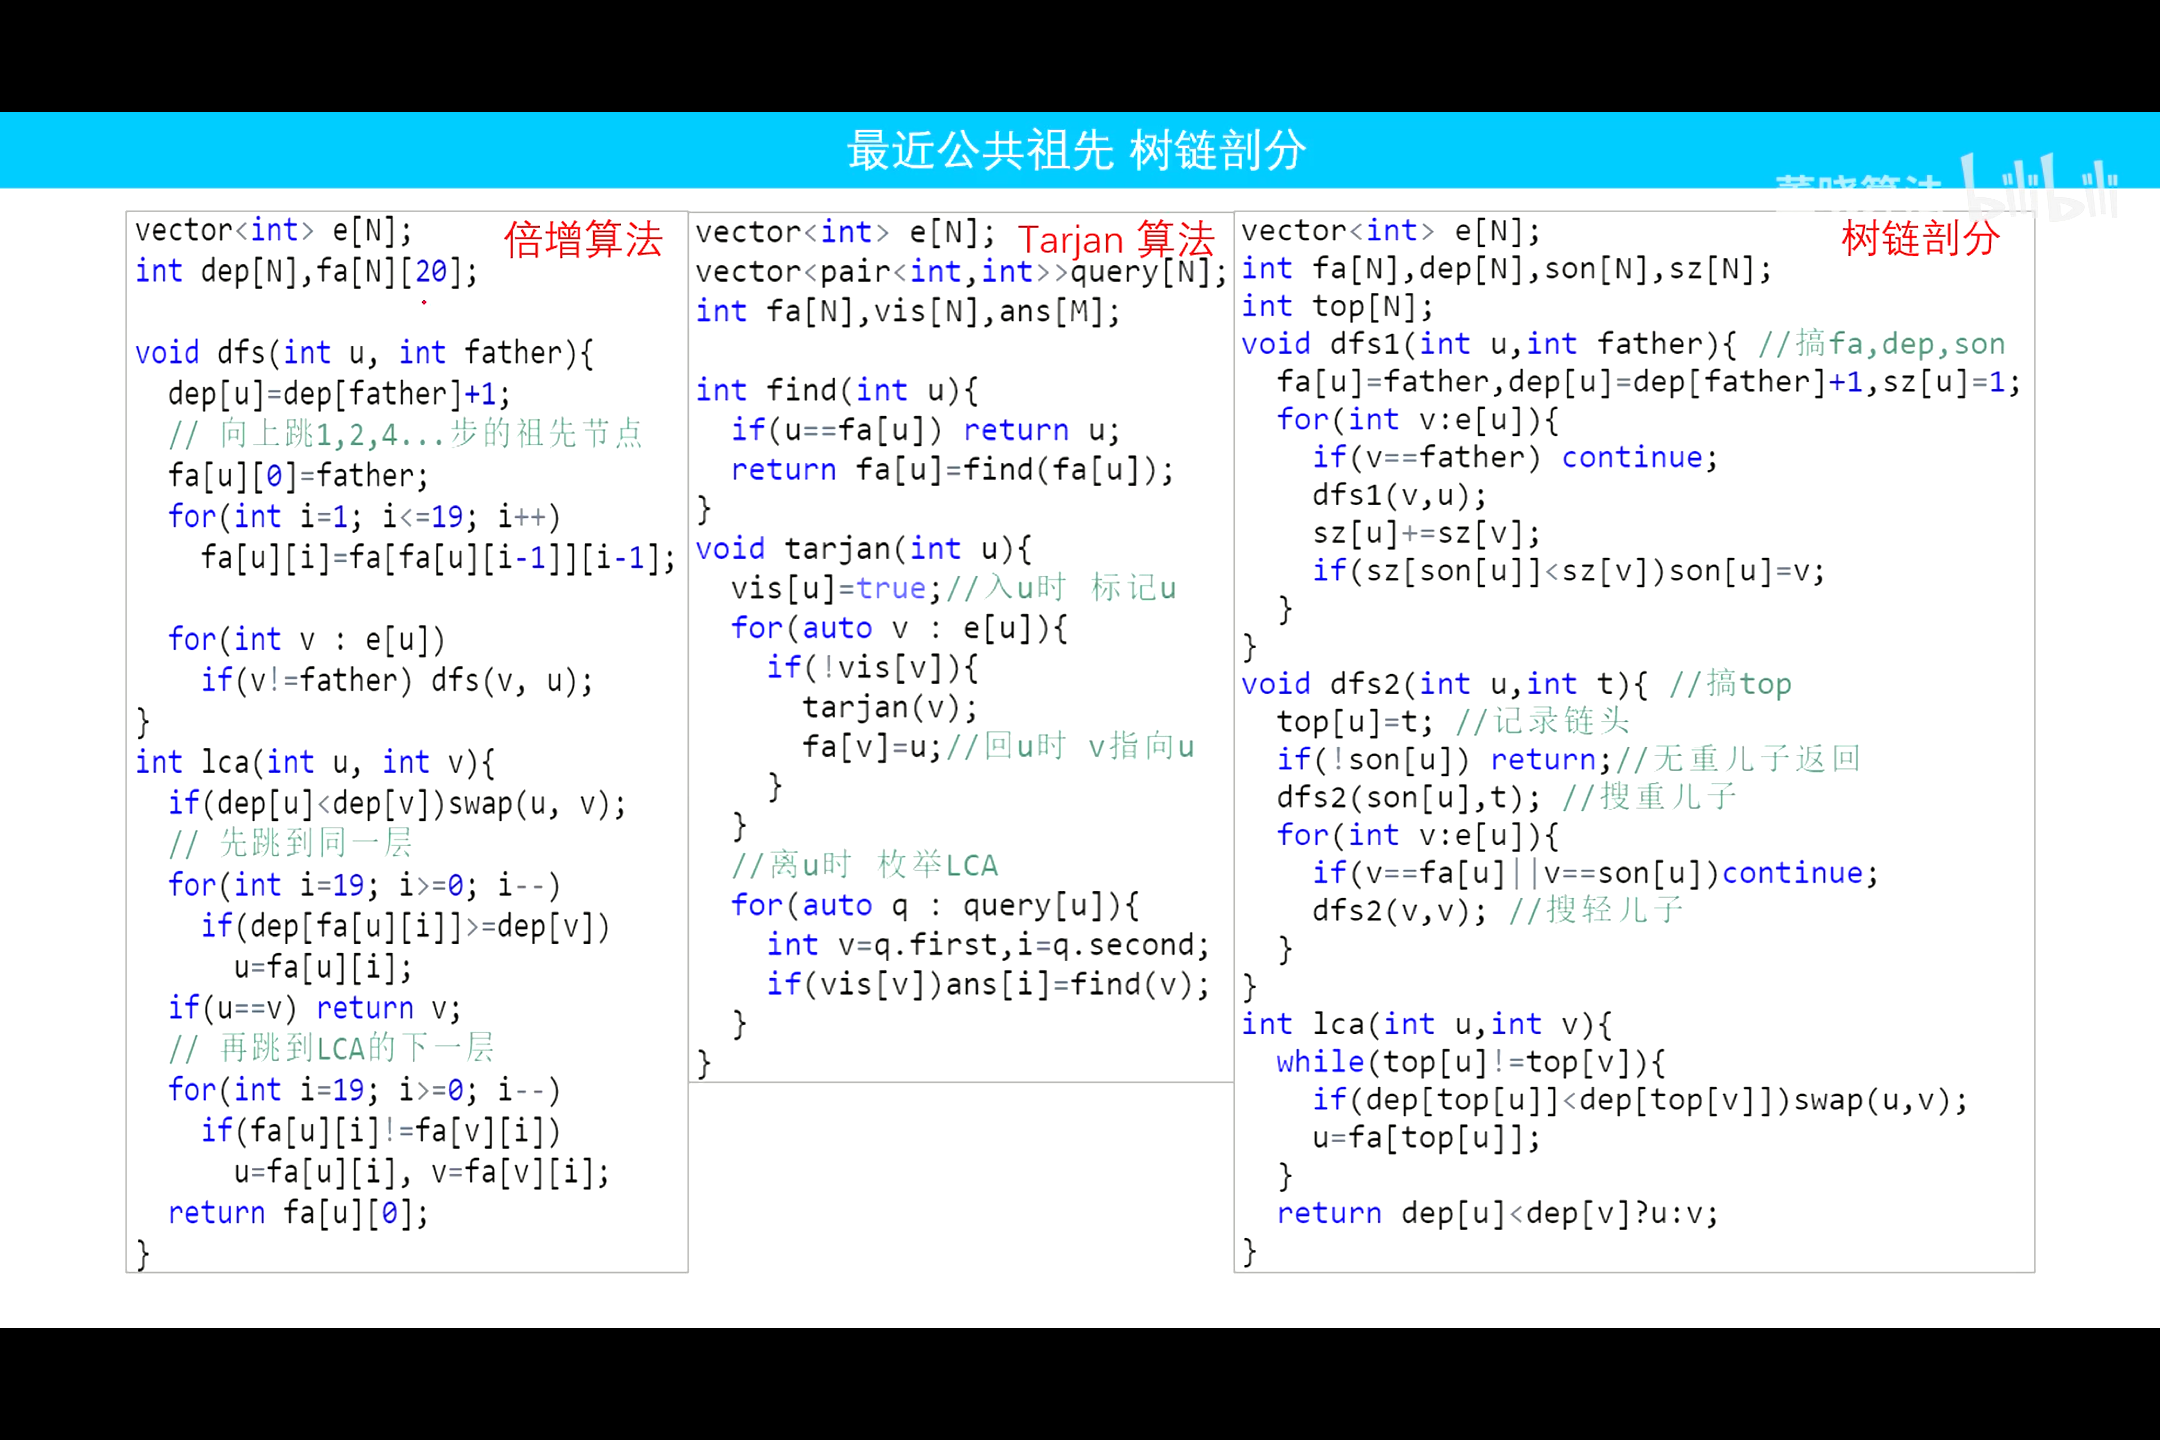 最近公共祖先 树链剖分
董晓算法 bilibili
倍增算法
vector<int> e[N];
int dep[N],fa[N][20];
void dfs(int u, int father){
dep[u]=dep[father]+1;
// 向上跳1,2,4...步的祖先节点
fa[u][0]=father;
for(int i=1; i<=19; i++)
fa[u][i]=fa[fa[u][i-1]][i-1];
for(int v : e[u])
if(v!=father) dfs(v, u);
}
int lca(int u, int v){
if(dep[u]<dep[v])swap(u, v);
// 先跳到同一层
for(int i=19; i>=0; i--)
if(dep[fa[u][i]]>=dep[v])
u=fa[u][i];
if(u==v) return v;
// 再跳到LCA的下一层
for(int i=19; i>=0; i--)
if(fa[u][i]!=fa[v][i])
u=fa[u][i], v=fa[v][i];
return fa[u][0];
}
Tarjan 算法
vector<int> e[N];
vector<pair<int,int>>query[N];
int fa[N],vis[N],ans[M];
int find(int u){
if(u==fa[u]) return u;
return fa[u]=find(fa[u]);
}
void tarjan(int u){
vis[u]=true;//入u时 标记u
for(auto v : e[u]){
if(!vis[v]){
tarjan(v);
fa[v]=u;//回u时 v指向u
}
}
//离u时 枚举LCA
for(auto q : query[u]){
int v=q.first,i=q.second;
if(vis[v])ans[i]=find(v);
}
}
树链剖分
vector<int> e[N];
int fa[N],dep[N],son[N],sz[N];
int top[N];
void dfs1(int u,int father){ //搞fa,dep,son
fa[u]=father,dep[u]=dep[father]+1,sz[u]=1;
for(int v:e[u]){
if(v==father) continue;
dfs1(v,u);
sz[u]+=sz[v];
if(sz[son[u]]<sz[v])son[u]=v;
}
}
void dfs2(int u,int t){ //搞top
top[u]=t; //记录链头
if(!son[u]) return;//无重儿子返回
dfs2(son[u],t); //搜重儿子
for(int v:e[u]){
if(v==fa[u]||v==son[u])continue;
dfs2(v,v); //搜轻儿子
}
}
int lca(int u,int v){
while(top[u]!=top[v]){
if(dep[top[u]]<dep[top[v]])swap(u,v);
u=fa[top[u]];
}
return dep[u]<dep[v]?u:v;
}